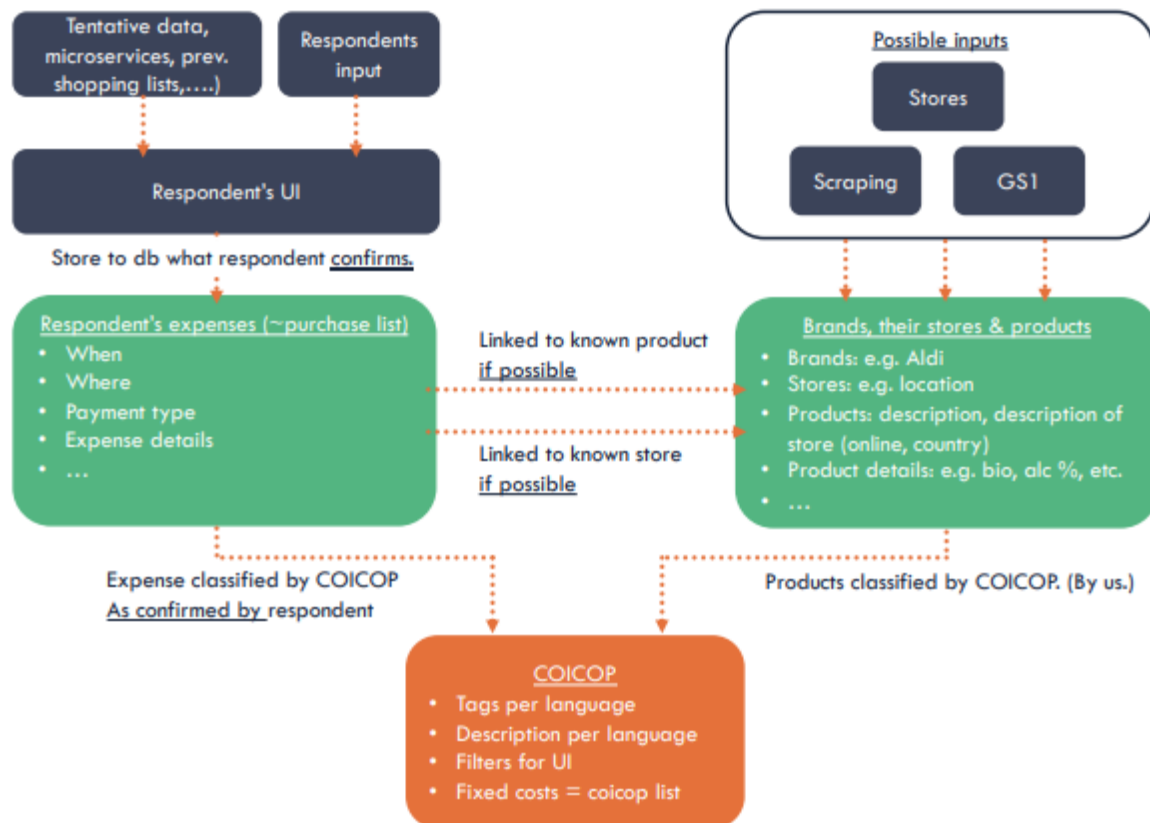 Tentative data,
microservices, prev.
shopping lists,….)
Respondents
input
Respondent's UI
Store to db what respondent confirms.
Respondent's expenses (~purchase list)
• When
• Where
• Payment type
• Expense details
• …
Linked to known product
if possible
Linked to known store
if possible
Possible inputs
Stores
Scraping
GS1
Brands, their stores & products
• Brands: e.g. Aldi
• Stores: e.g. location
• Products: description, description of
store (online, country)
• Product details: e.g. bio, alc %, etc.
• …
Expense classified by COICOP
As confirmed by respondent
Products classified by COICOP. (By us.)
COICOP
• Tags per language
• Description per language
• Filters for UI
• Fixed costs = coicop list